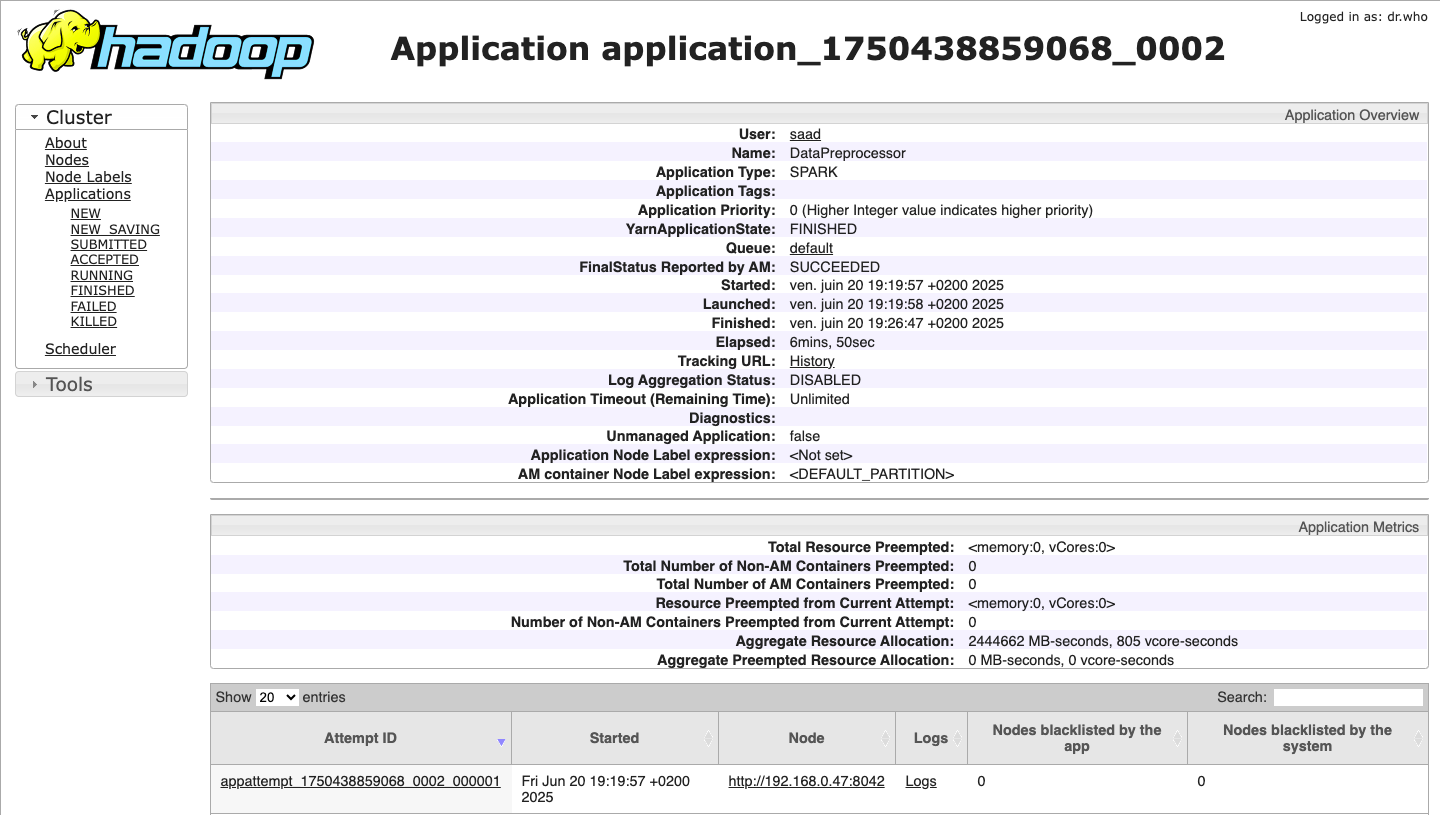 Logged in as: dr.who
hadoop
Application application_1750438859068_0002
Cluster
About
Nodes
Node Labels
Applications
NEW
NEW_SAVING
SUBMITTED
ACCEPTED
RUNNING
FINISHED
FAILED
KILLED
Scheduler
Tools
Application Overview
User: saad
Name: DataPreprocessor
Application Type: SPARK
Application Tags:
Application Priority: 0 (Higher Integer value indicates higher priority)
YarnApplicationState: FINISHED
Queue: default
FinalStatus Reported by AM: SUCCEEDED
Started: ven. juin 20 19:19:57 +0200 2025
Launched: ven. juin 20 19:19:58 +0200 2025
Finished: ven. juin 20 19:26:47 +0200 2025
Elapsed: 6mins, 50sec
Tracking URL: History
Log Aggregation Status: DISABLED
Application Timeout (Remaining Time): Unlimited
Diagnostics:
Unmanaged Application: false
Application Node Label expression: <Not set>
AM container Node Label expression: <DEFAULT_PARTITION>
Application Metrics
Total Resource Preempted: <memory:0, vCores:0>
Total Number of Non-AM Containers Preempted: 0
Total Number of AM Containers Preempted: 0
Resource Preempted from Current Attempt: <memory:0, vCores:0>
Number of Non-AM Containers Preempted from Current Attempt: 0
Aggregate Resource Allocation: 2444662 MB-seconds, 805 vcore-seconds
Aggregate Preempted Resource Allocation: 0 MB-seconds, 0 vcore-seconds
Show 20 entries Search:
Attempt ID Started Node Logs Nodes blacklisted by the app Nodes blacklisted by the system
appattempt_1750438859068_0002_000001 Fri Jun 20 19:19:57 +0200 2025 http://192.168.0.47:8042 Logs 0 0